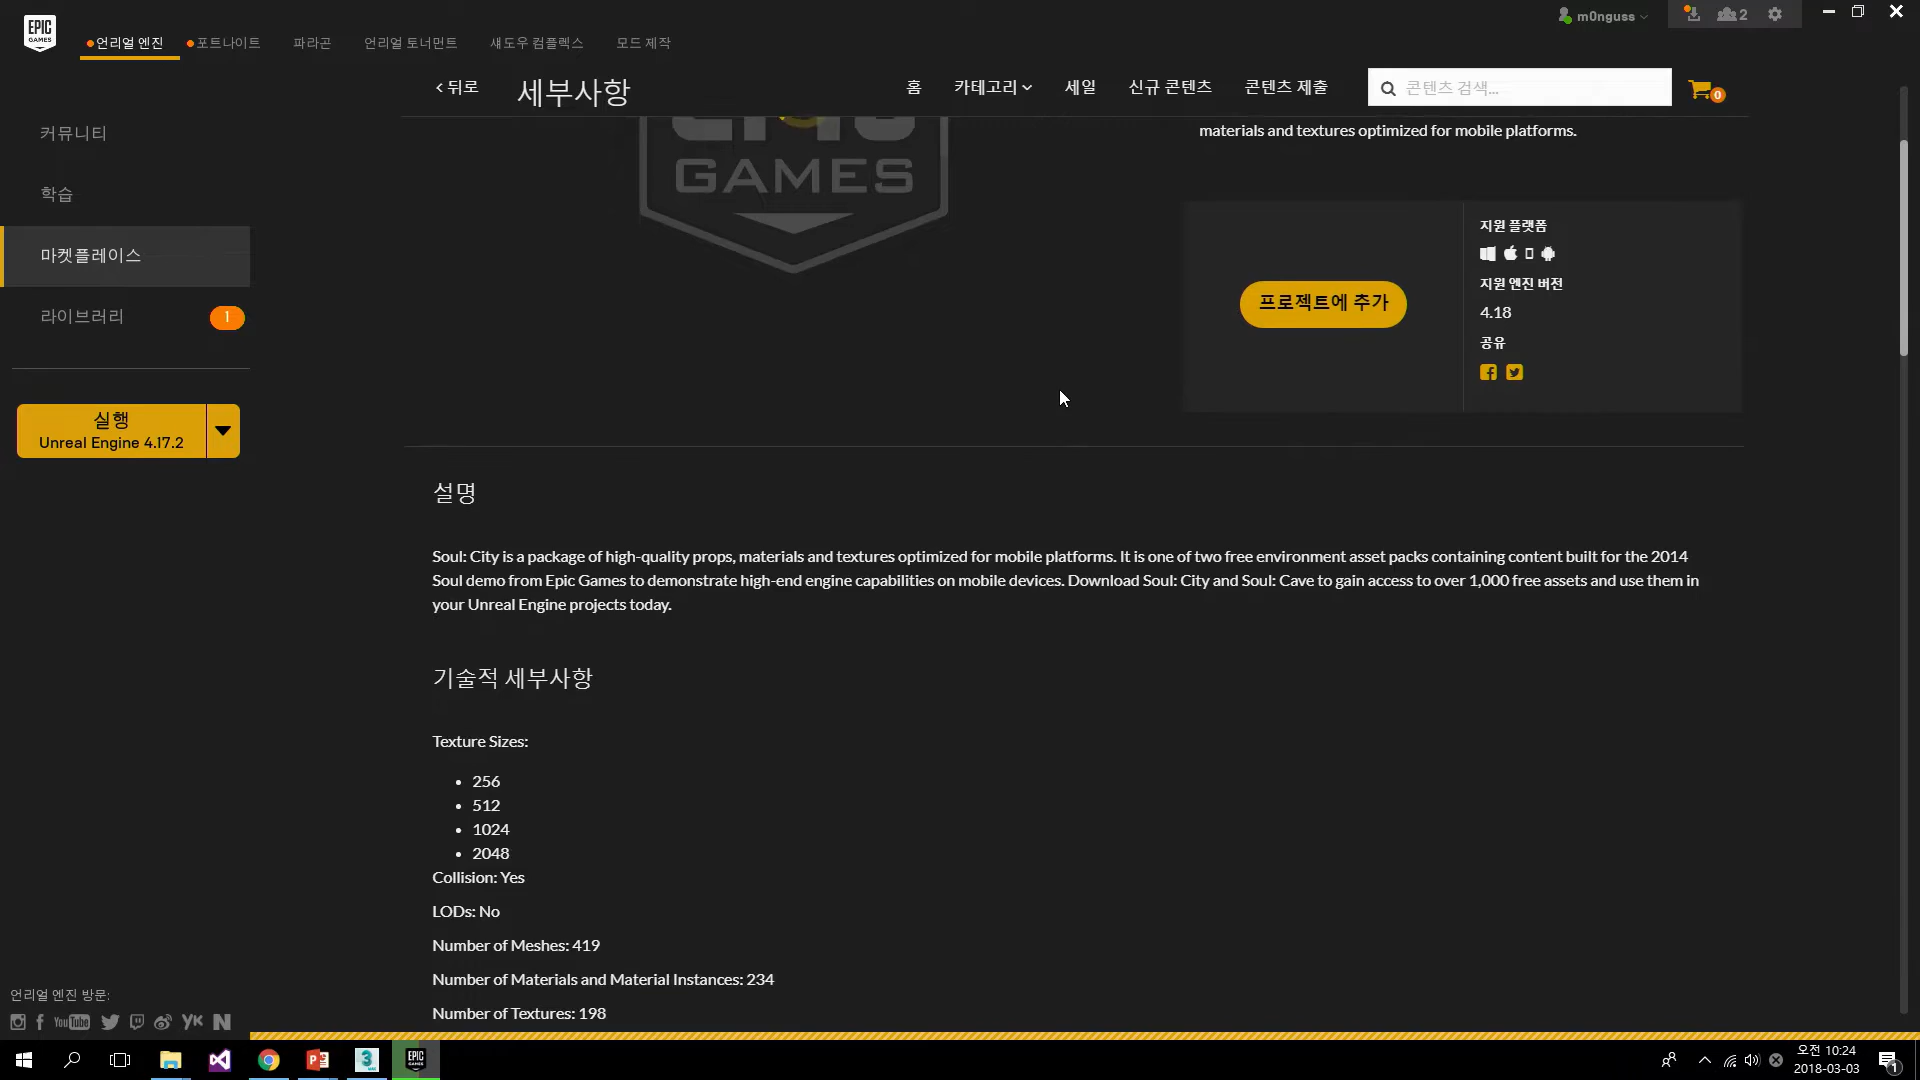 EPIC
GAMES
언리얼 엔진
포트나이트
파라곤
언리얼 토너먼트
섀도우 컴플렉스
모드 제작
m0nguss
2
뒤로
세부사항
홈
카테고리
세일
신규 콘텐츠
콘텐츠 제출
콘텐츠 검색...
0
커뮤니티
학습
마켓플레이스
라이브러리
1
실행
Unreal Engine 4.17.2
GAMES
materials and textures optimized for mobile platforms.
프로젝트에 추가
지원 플랫폼
지원 엔진 버전
4.18
공유
설명
Soul: City is a package of high-quality props, materials and textures optimized for mobile platforms. It is one of two free environment asset packs containing content built for the 2014
Soul demo from Epic Games to demonstrate high-end engine capabilities on mobile devices. Download Soul: City and Soul: Cave to gain access to over 1,000 free assets and use them in
your Unreal Engine projects today.
기술적 세부사항
Texture Sizes:
256
512
1024
2048
Collision: Yes
LODs: No
Number of Meshes: 419
Number of Materials and Material Instances: 234
Number of Textures: 198
언리얼 엔진 방문:
YouTube
EPIC
GAMES
오전 10:24
2018-03-03
1